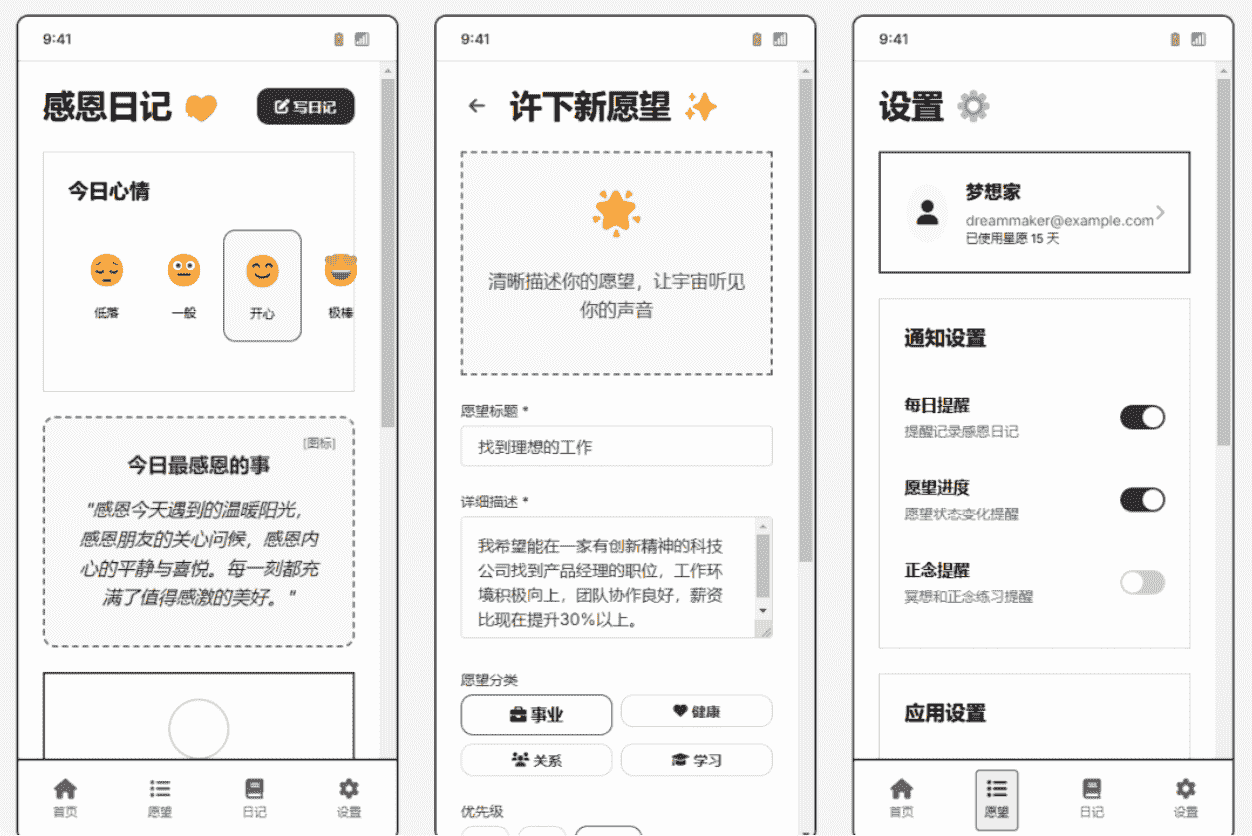 9:41
感恩日记
写日记
今日心情
低落
一般
开心
极棒
[图标]
今日最感恩的事
"感恩今天遇到的温暖阳光，
感恩朋友的关心问候，感恩内
心的平静与喜悦。每一刻都充
满了值得感激的美好。"
首页
愿望
日记
设置
9:41
许下新愿望
清晰描述你的愿望，让宇宙听见
你的声音
愿望标题 *
找到理想的工作
详细描述 *
我希望能在一家有创新精神的科技
公司找到产品经理的职位，工作环
境积极向上，团队协作良好，薪资
比现在提升30%以上。
愿望分类
事业
健康
关系
学习
优先级
9:41
设置
梦想家
dreammaker@example.com
已使用星愿 15 天
通知设置
每日提醒
提醒记录感恩日记
愿望进度
愿望状态变化提醒
正念提醒
冥想和正念练习提醒
应用设置
首页
愿望
日记
设置